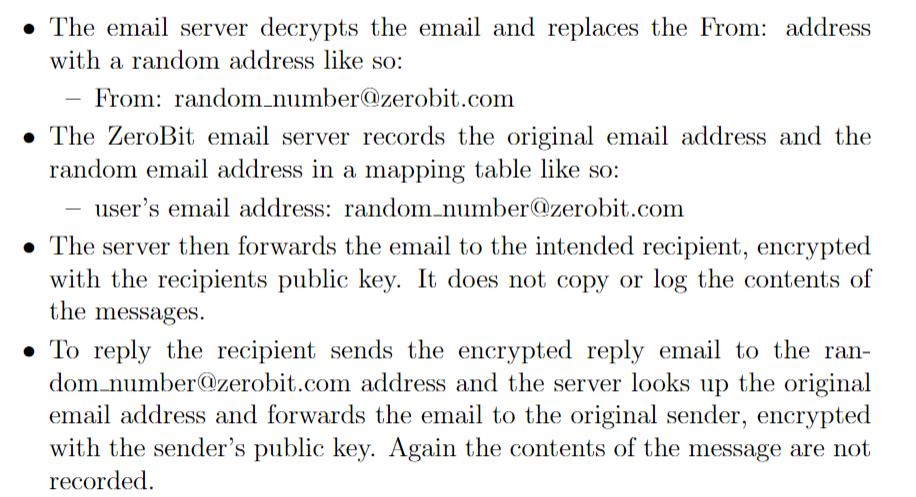 • The email server decrypts the email and replaces the From: address
with a random address like so:
– From: random_number@zerobit.com
• The ZeroBit email server records the original email address and the
random email address in a mapping table like so:
– user's email address: random_number@zerobit.com
• The server then forwards the email to the intended recipient, encrypted
with the recipients public key. It does not copy or log the contents of
the messages.
• To reply the recipient sends the encrypted reply email to the ran-
dom_number@zerobit.com address and the server looks up the original
email address and forwards the email to the original sender, encrypted
with the sender's public key. Again the contents of the message are not
recorded.